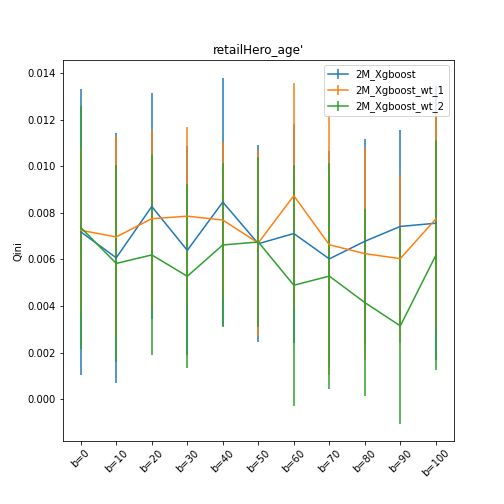 retailHero_age'
2M_Xgboost
2M_Xgboost_wt_1
2M_Xgboost_wt_2
Qini
0.014
0.012
0.010
0.008
0.006
0.004
0.002
0.000
b=0
b=10
b=20
b=30
b=40
b=50
b=60
b=70
b=80
b=90
b=100